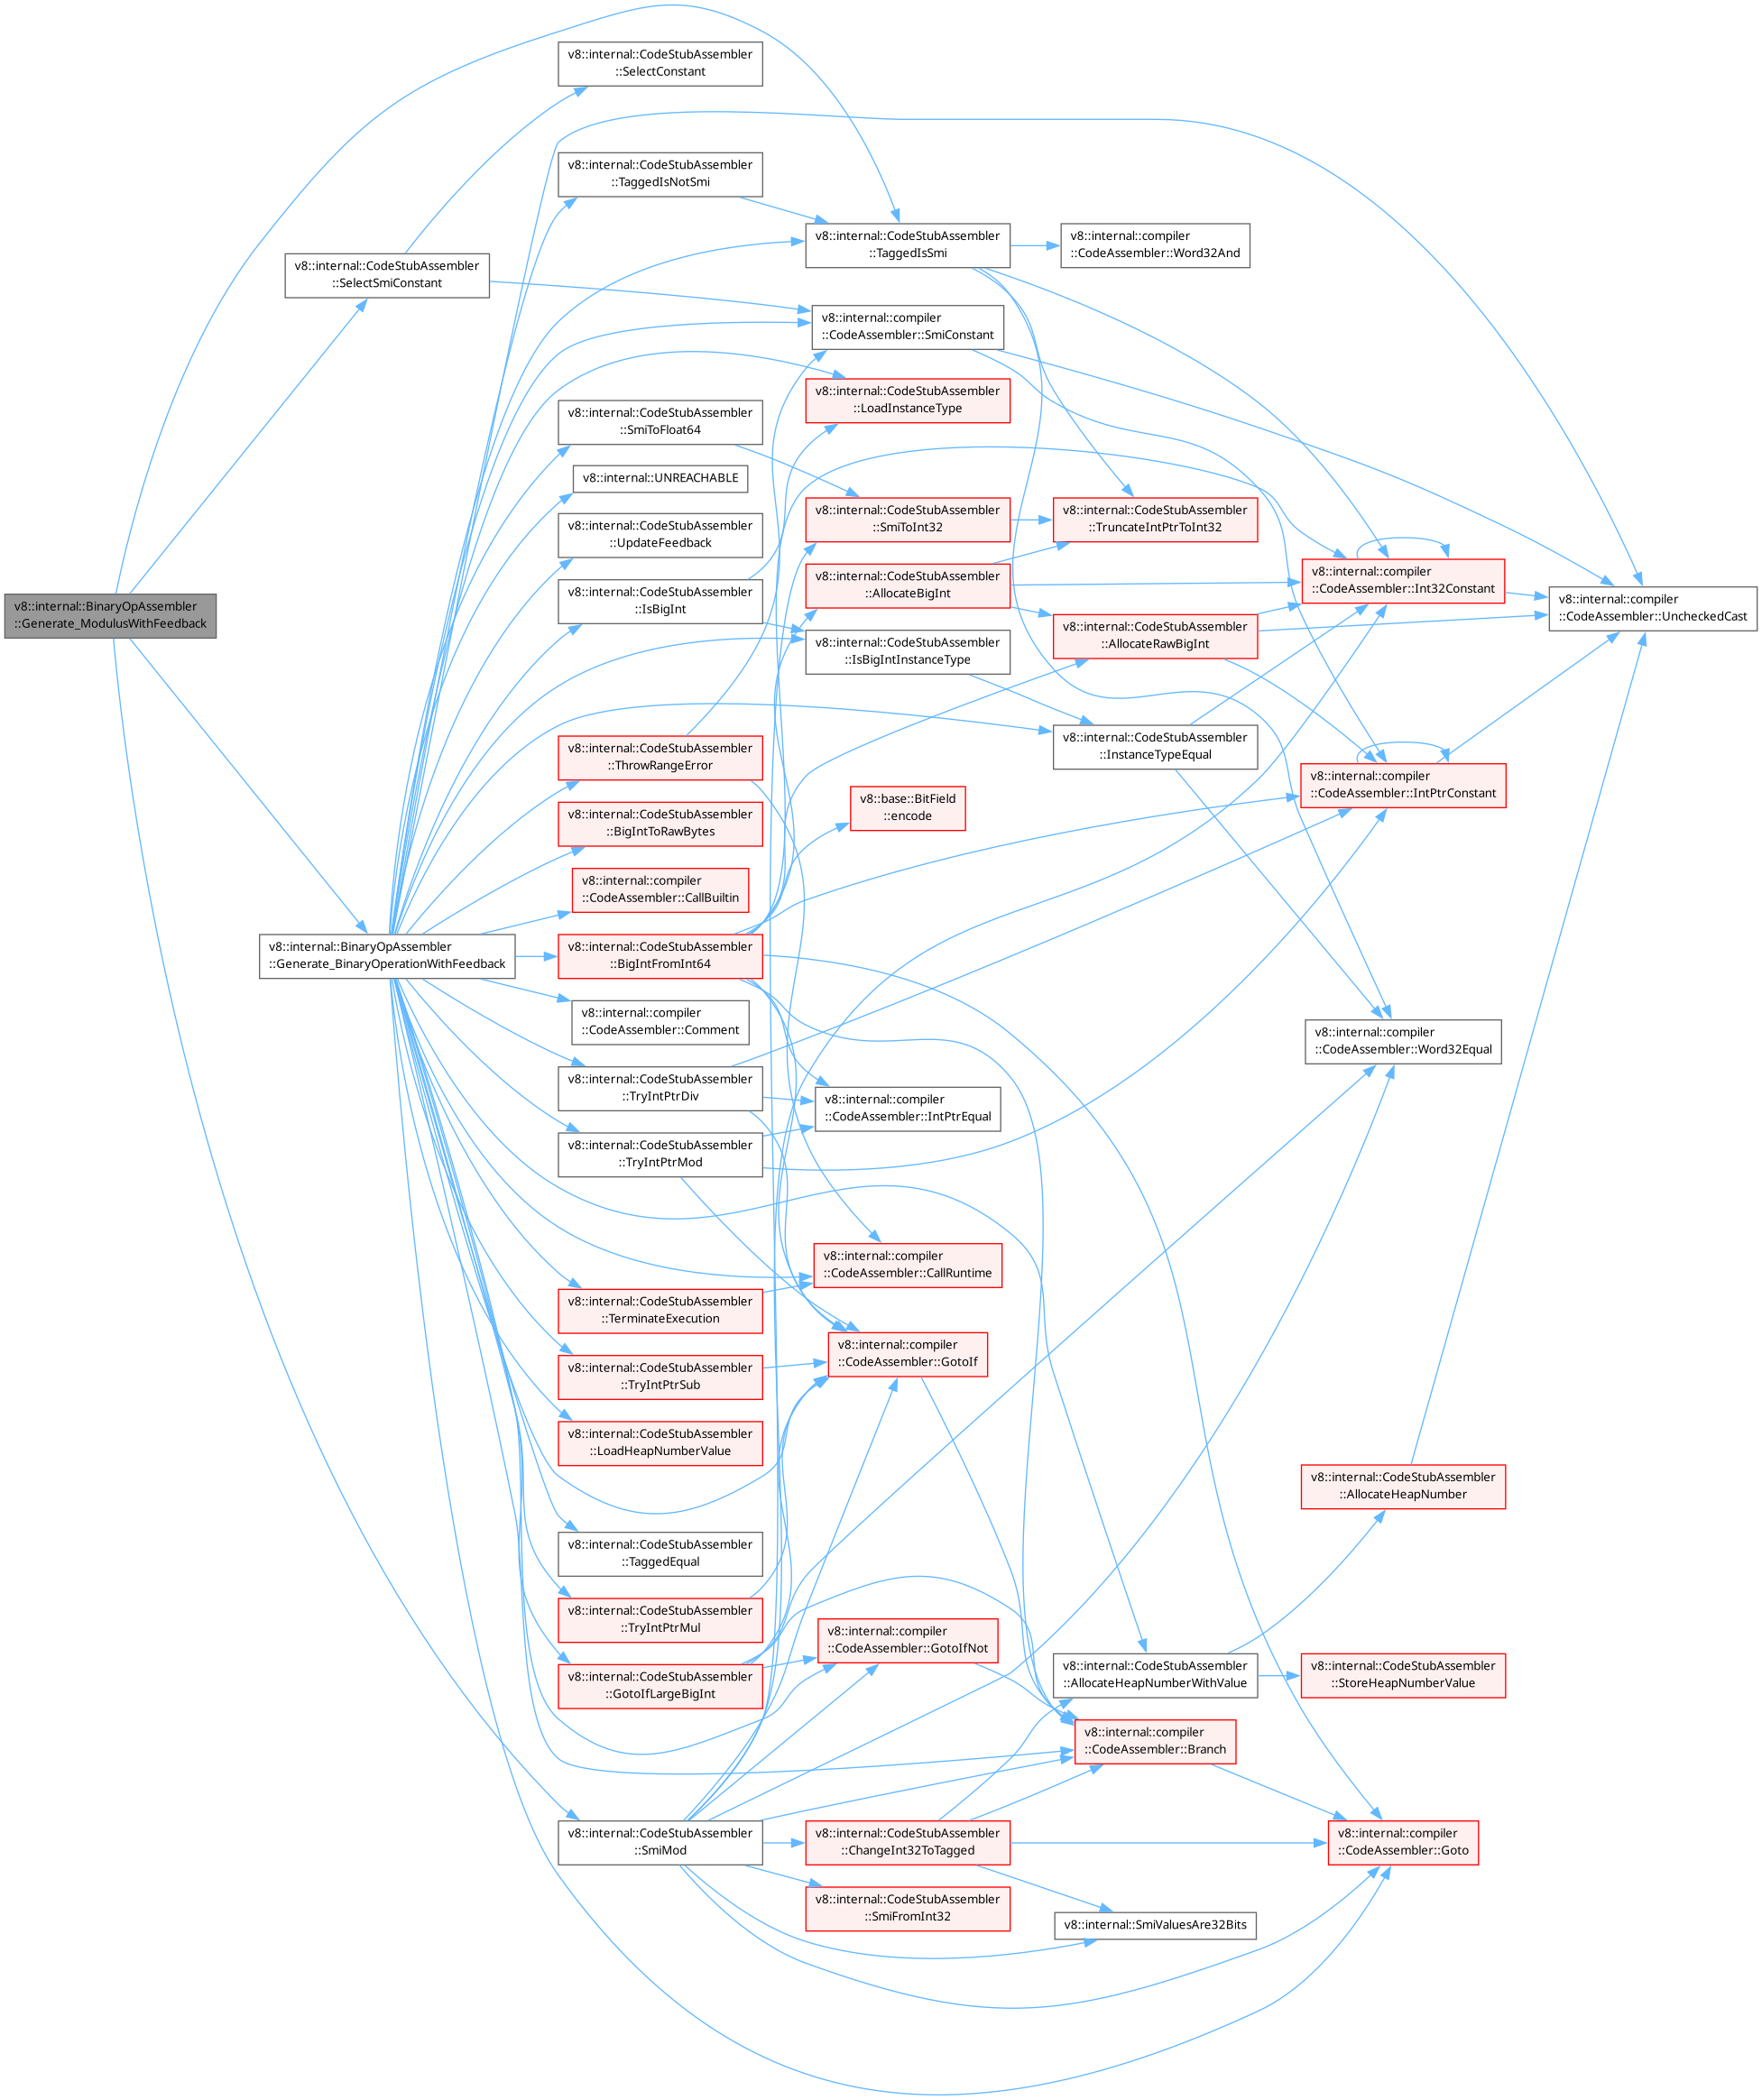 v8::internal::BinaryOpAssembler
::Generate_ModulusWithFeedback
v8::internal::CodeStubAssembler
::SelectSmiConstant
v8::internal::BinaryOpAssembler
::Generate_BinaryOperationWithFeedback
v8::internal::CodeStubAssembler
::SelectConstant
v8::internal::CodeStubAssembler
::TaggedIsNotSmi
v8::internal::CodeStubAssembler
::SmiToFloat64
v8::internal::UNREACHABLE
v8::internal::CodeStubAssembler
::UpdateFeedback
v8::internal::CodeStubAssembler
::IsBigInt
v8::internal::CodeStubAssembler
::ThrowRangeError
v8::internal::CodeStubAssembler
::BigIntToRawBytes
v8::internal::compiler
::CodeAssembler::CallBuiltin
v8::internal::CodeStubAssembler
::BigIntFromInt64
v8::internal::compiler
::CodeAssembler::Comment
v8::internal::CodeStubAssembler
::TryIntPtrDiv
v8::internal::CodeStubAssembler
::TryIntPtrMod
v8::internal::CodeStubAssembler
::TerminateExecution
v8::internal::CodeStubAssembler
::TryIntPtrSub
v8::internal::CodeStubAssembler
::LoadHeapNumberValue
v8::internal::CodeStubAssembler
::TaggedEqual
v8::internal::CodeStubAssembler
::TryIntPtrMul
v8::internal::CodeStubAssembler
::GotoIfLargeBigInt
v8::internal::CodeStubAssembler
::SmiMod
v8::internal::CodeStubAssembler
::TaggedIsSmi
v8::internal::compiler
::CodeAssembler::SmiConstant
v8::internal::CodeStubAssembler
::LoadInstanceType
v8::internal::CodeStubAssembler
::SmiToInt32
v8::internal::CodeStubAssembler
::AllocateBigInt
v8::internal::CodeStubAssembler
::IsBigIntInstanceType
v8::base::BitField
::encode
v8::internal::compiler
::CodeAssembler::IntPtrEqual
v8::internal::compiler
::CodeAssembler::CallRuntime
v8::internal::compiler
::CodeAssembler::GotoIf
v8::internal::compiler
::CodeAssembler::GotoIfNot
v8::internal::CodeStubAssembler
::ChangeInt32ToTagged
v8::internal::CodeStubAssembler
::SmiFromInt32
v8::internal::compiler
::CodeAssembler::Word32And
v8::internal::CodeStubAssembler
::TruncateIntPtrToInt32
v8::internal::CodeStubAssembler
::AllocateRawBigInt
v8::internal::CodeStubAssembler
::InstanceTypeEqual
v8::internal::CodeStubAssembler
::AllocateHeapNumberWithValue
v8::internal::compiler
::CodeAssembler::Branch
v8::internal::SmiValuesAre32Bits
v8::internal::compiler
::CodeAssembler::Int32Constant
v8::internal::compiler
::CodeAssembler::IntPtrConstant
v8::internal::compiler
::CodeAssembler::Word32Equal
v8::internal::CodeStubAssembler
::AllocateHeapNumber
v8::internal::CodeStubAssembler
::StoreHeapNumberValue
v8::internal::compiler
::CodeAssembler::Goto
v8::internal::compiler
::CodeAssembler::UncheckedCast